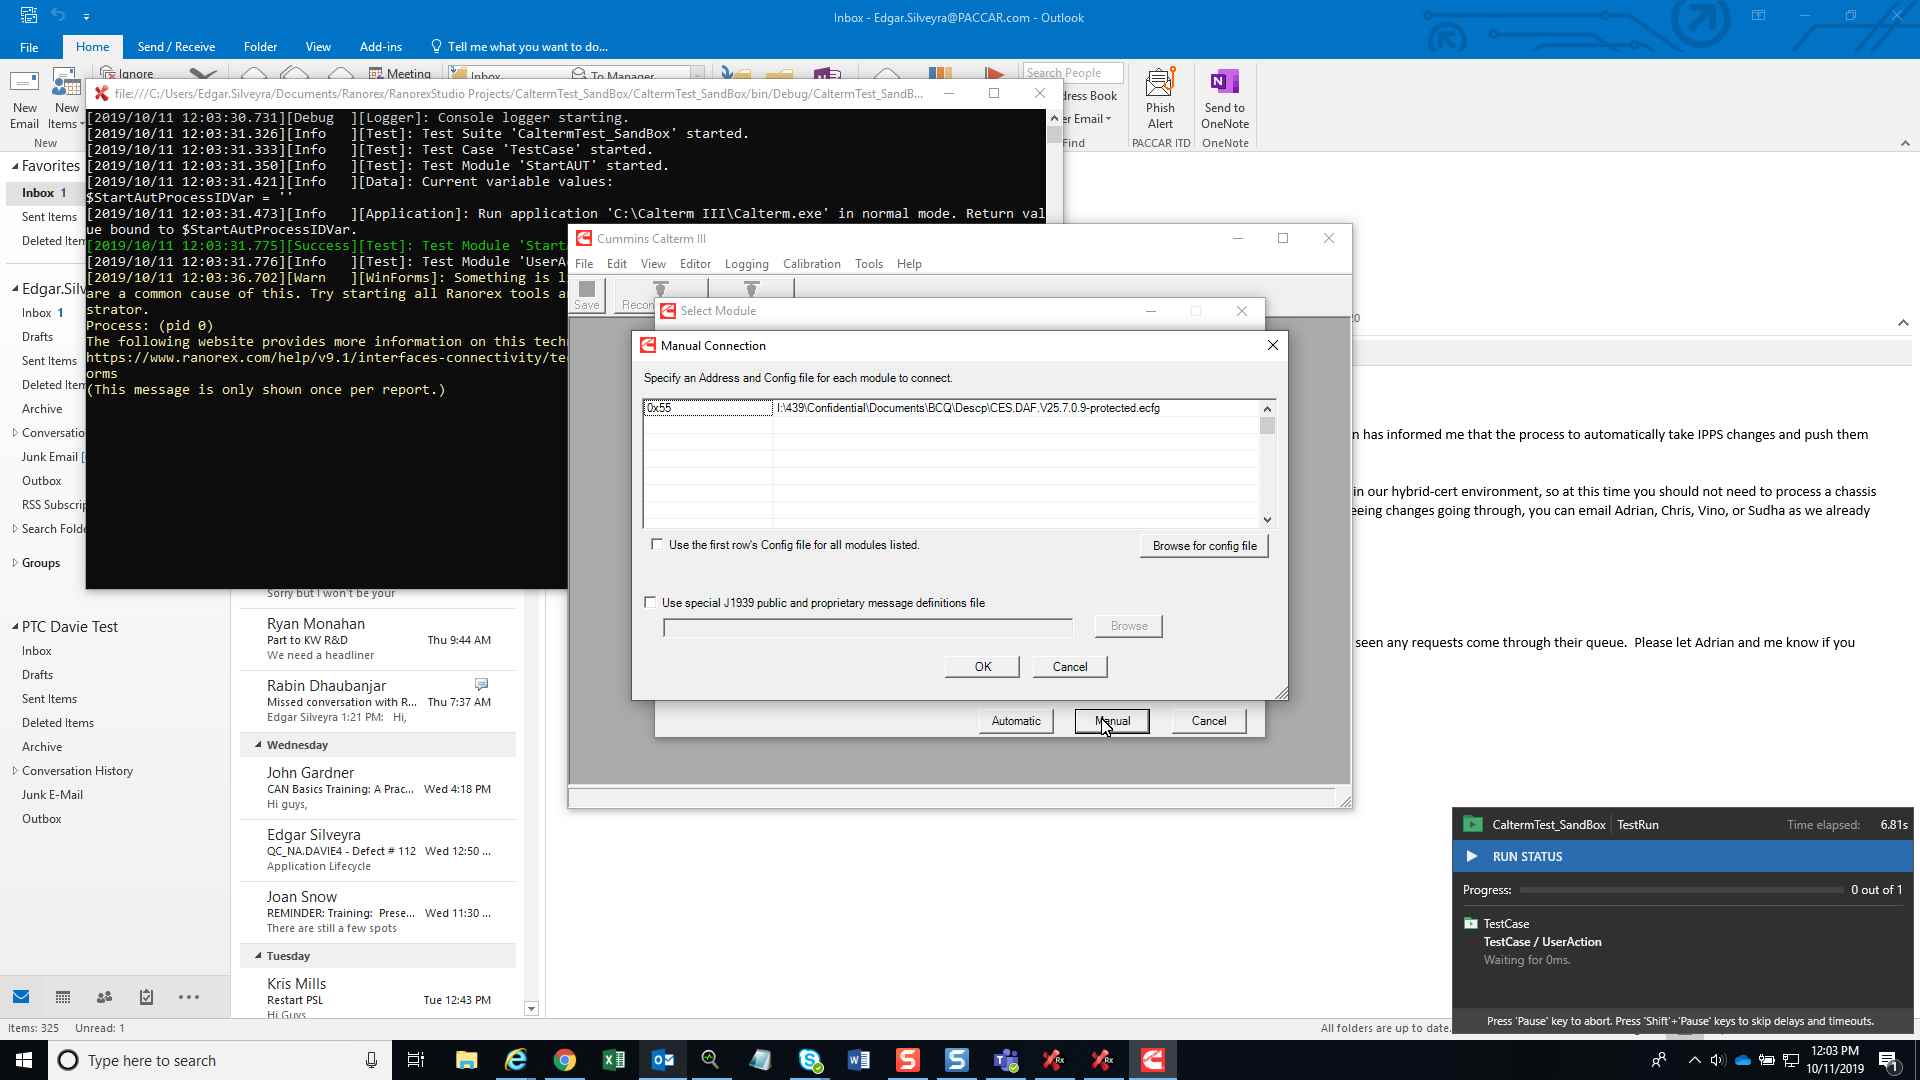 Inbox - Edgar.Silveyra@PACCAR.com - Outlook
File
Home
Send / Receive
Folder
View
Add-ins
Tell me what you want to do...
New
Email
New
Items
New
Ignore
Meeting
Inbox
To Manager
Search People
Address Book
Find
Phish
Alert
PACCAR ITD
Send to
OneNote
OneNote
file:///C:/Users/Edgar.Silveyra/Documents/Ranorex/RanorexStudio Projects/CaltermTest_SandBox/CaltermTest_SandBox/bin/Debug/CaltermTest_SandB...
[2019/10/11 12:03:30.731][Debug  ][Logger]: Console logger starting.
[2019/10/11 12:03:31.326][Info   ][Test]: Test Suite 'CaltermTest_SandBox' started.
[2019/10/11 12:03:31.333][Info   ][Test]: Test Case 'TestCase' started.
[2019/10/11 12:03:31.350][Info   ][Test]: Test Module 'StartAUT' started.
[2019/10/11 12:03:31.421][Info   ][Data]: Current variable values:
$StartAutProcessIDVar = ''
[2019/10/11 12:03:31.473][Info   ][Application]: Run application 'C:\Calterm III\Calterm.exe' in normal mode. Return val
ue bound to $StartAutProcessIDVar.
[2019/10/11 12:03:31.775][Success][Test]: Test Module 'Start
[2019/10/11 12:03:31.776][Info   ][Test]: Test Module 'UserA
[2019/10/11 12:03:36.702][Warn   ][WinForms]: Something is l
are a common cause of this. Try starting all Ranorex tools a
strator.
Process: (pid 0)
The following website provides more information on this tech
https://www.ranorex.com/help/v9.1/interfaces-connectivity/te
orms
(This message is only shown once per report.)
Favorites
Inbox 1
Sent Items
Deleted Item
Edgar.Silv
Inbox 1
Drafts
Sent Items
Deleted Item
Archive
Conversatio
Junk Email [
Outbox
RSS Subscrip
Search Folde
Groups
PTC Davie Test
Inbox
Drafts
Sent Items
Deleted Items
Archive
Conversation History
Junk E-Mail
Outbox
Sorry but I won't be your
Ryan Monahan
Part to KW R&D
Thu 9:44 AM
We need a headliner
Rabin Dhaubanjar
Missed conversation with R...
Thu 7:37 AM
Edgar Silveyra 1:21 PM: Hi,
Wednesday
John Gardner
CAN Basics Training: A Prac...
Wed 4:18 PM
Hi guys,
Edgar Silveyra
QC_NA.DAVIE4 - Defect # 112
Wed 12:50 ...
Application Lifecycle
Joan Snow
REMINDER: Training: Prese...
Wed 11:30 ...
There are still a few spots
Tuesday
Kris Mills
Restart PSL
Tue 12:43 PM
Hi Guys
Cummins Calterm III
File
Edit
View
Editor
Logging
Calibration
Tools
Help
Save
Recon
Select Module
Manual Connection
Specify an Address and Config file for each module to connect.
0x55
I:\439\Confidential\Documents\BCQ\Descp\CES.DAF.V25.7.0.9-protected.ecfg
Use the first row's Config file for all modules listed.
Browse for config file
Use special J1939 public and proprietary message definitions file
Browse
OK
Cancel
Automatic
Manual
Cancel
n has informed me that the process to automatically take IPPS changes and push them
in our hybrid-cert environment, so at this time you should not need to process a chassis
eeing changes going through, you can email Adrian, Chris, Vino, or Sudha as we already
seen any requests come through their queue. Please let Adrian and me know if you
CaltermTest_SandBox
TestRun
Time elapsed:
6.81s
RUN STATUS
Progress:
0 out of 1
TestCase
TestCase / UserAction
Waiting for 0ms.
Press 'Pause' key to abort. Press 'Shift'+'Pause' keys to skip delays and timeouts.
Items: 325
Unread: 1
All folders are up to date.
Type here to search
12:03 PM
10/11/2019
1